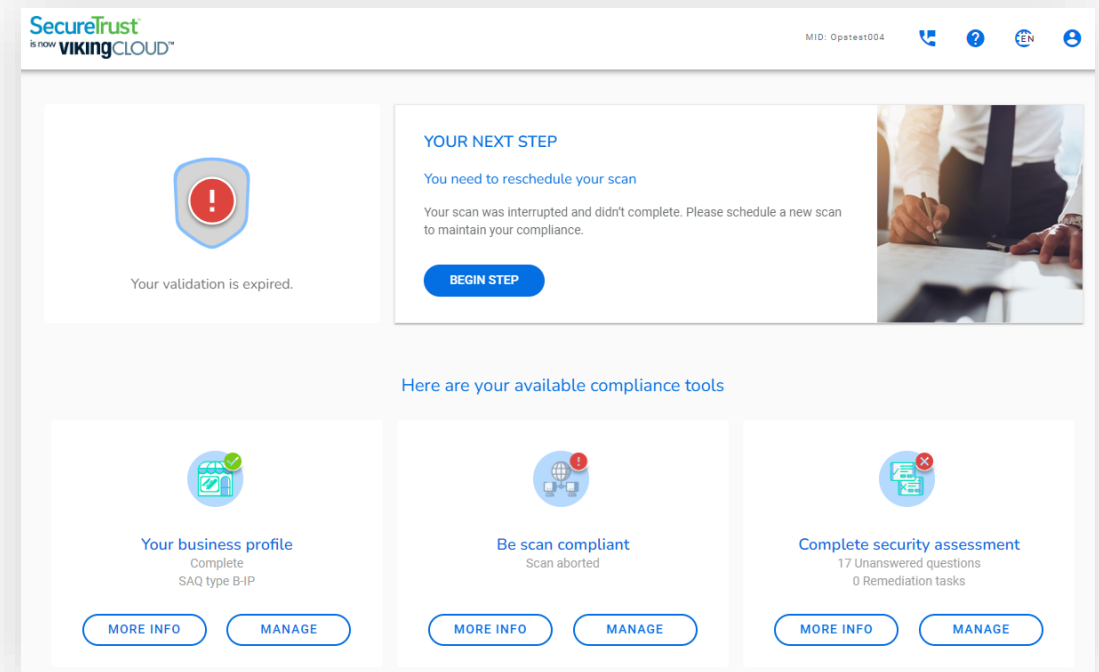 SecureTrust
is now VIKINGCLOUD™
MID: Opstest004
?
EN
!
Your validation is expired.
YOUR NEXT STEP
You need to reschedule your scan
Your scan was interrupted and didn't complete. Please schedule a new scan
to maintain your compliance.
BEGIN STEP
Here are your available compliance tools
!
Your business profile
Complete
SAQ type B-IP
MORE INFO
MANAGE
Be scan compliant
Scan aborted
MORE INFO
MANAGE
Complete security assessment
17 Unanswered questions
0 Remediation tasks
MORE INFO
MANAGE